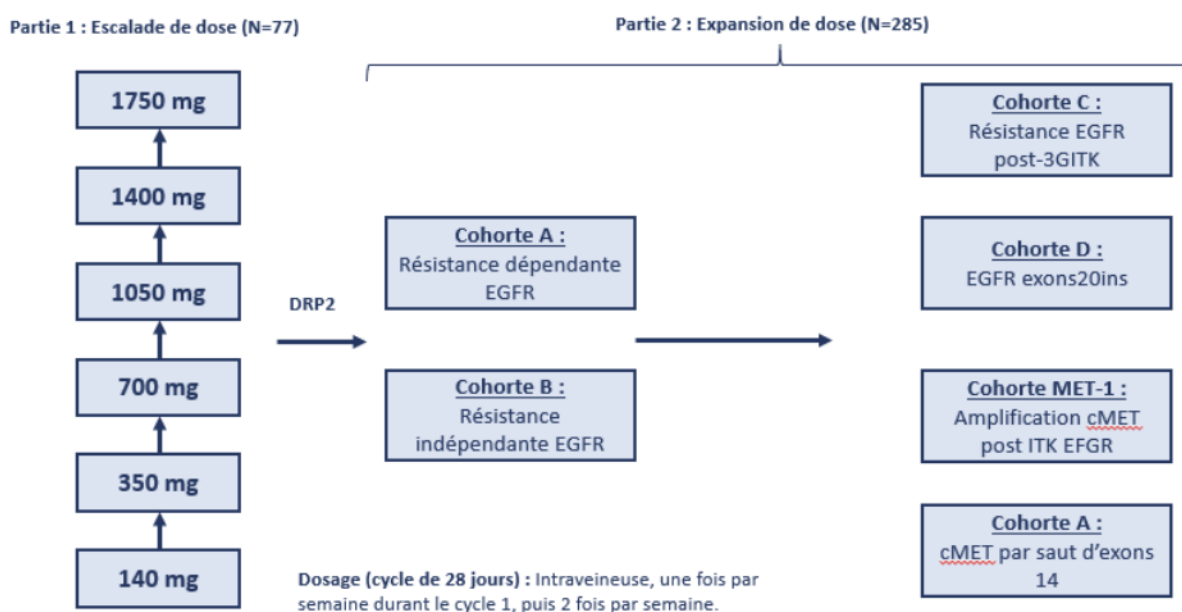 Partie 1 : Escalade de dose (N=77)
Partie 2 : Expansion de dose (N=285)
1750 mg
1400 mg
1050 mg
700 mg
350 mg
140 mg
DRP2
Cohorte A :
Résistance dépendante
EGFR
Cohorte B :
Résistance
indépendante EGFR
Cohorte C :
Résistance EGFR
post-3GITK
Cohorte D :
EGFR exons20ins
Cohorte MET-1 :
Amplification cMET
post ITK EFGR
Cohorte A :
cMET par saut d'exons
14
Dosage (cycle de 28 jours) : Intraveineuse, une fois par
semaine durant le cycle 1, puis 2 fois par semaine.